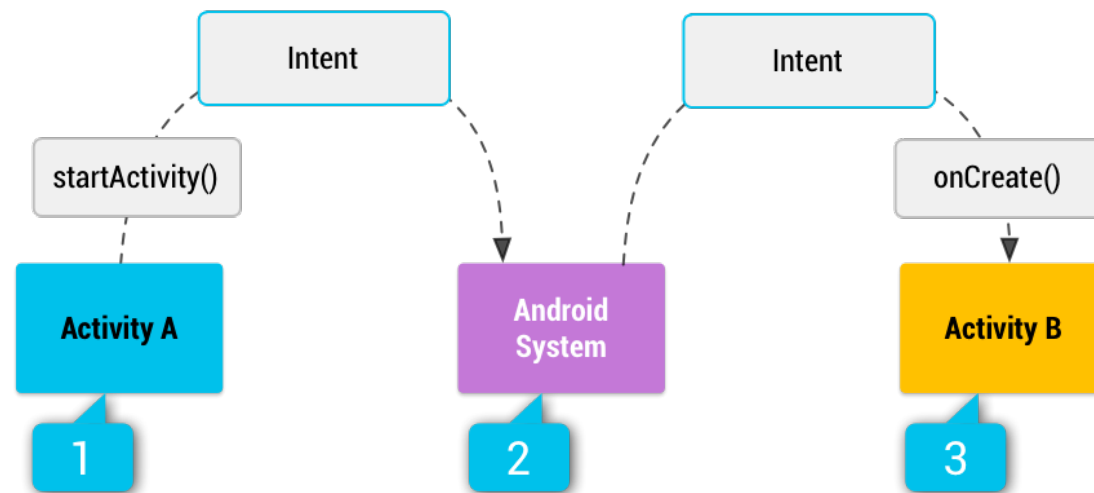 Intent
Intent
startActivity()
onCreate()
Activity A
Android
System
Activity B
1
2
3